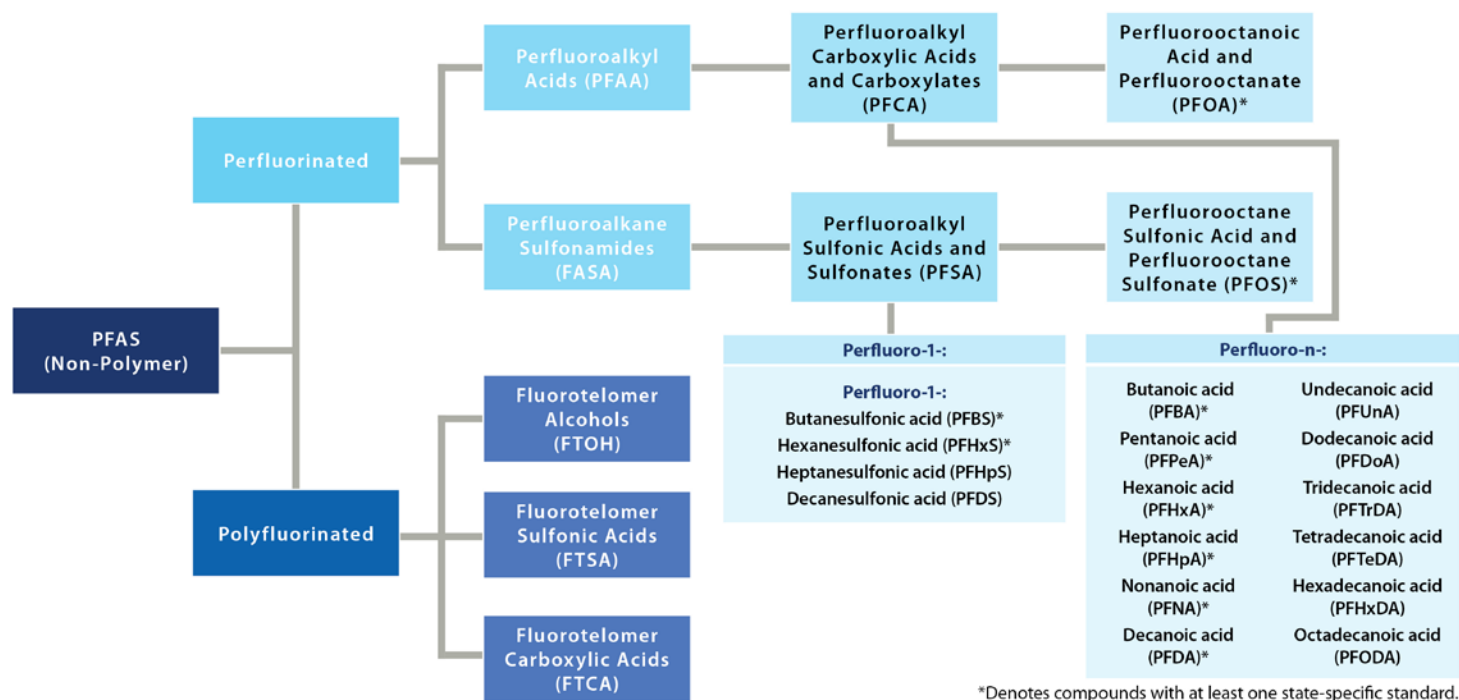 Perfluoroalkyl
Acids (PFAA)
Perfluoroalkyl
Carboxylic Acids
and Carboxylates
(PFCA)
Perfluorooctanoic
Acid and
Perfluorooctanate
(PFOA)*
Perfluorinated
Perfluoroalkane
Sulfonamides
(FASA)
Perfluoroalkyl
Sulfonic Acids and
Sulfonates (PFSA)
Perfluorooctane
Sulfonic Acid and
Perfluorooctane
Sulfonate (PFOS)*
PFAS
(Non-Polymer)
Perfluoro-1-:
Perfluoro-1-:
Butanesulfonic acid (PFBS)*
Hexanesulfonic acid (PFHxS)*
Heptanesulfonic acid (PFHpS)
Decanesulfonic acid (PFDS)
Perfluoro-n-:
Butanoic acid
(PFBA)*
Pentanoic acid
(PFPeA)*
Hexanoic acid
(PFHxA)*
Heptanoic acid
(PFHpA)*
Nonanoic acid
(PFNA)*
Decanoic acid
(PFDA)*
Undecanoic acid
(PFUnA)
Dodecanoic acid
(PFDoA)
Tridecanoic acid
(PFTrDA)
Tetradecanoic acid
(PFTeDA)
Hexadecanoic acid
(PFHxDA)
Octadecanoic acid
(PFODA)
Polyfluorinated
Fluorotelomer
Alcohols
(FTOH)
Fluorotelomer
Sulfonic Acids
(FTSA)
Fluorotelomer
Carboxylic Acids
(FTCA)
*Denotes compounds with at least one state-specific standard.